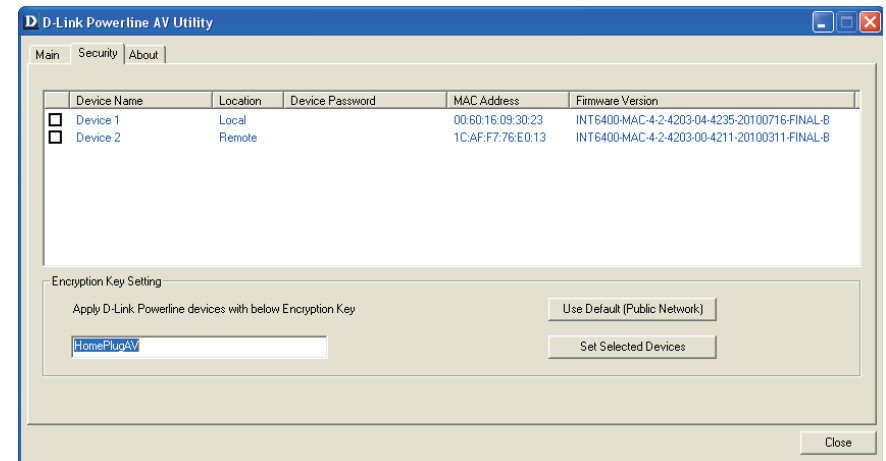 D D-Link Powerline AV Utility
Main Security About
Device Name Location Device Password MAC Address Firmware Version
Device 1 Local 00:60:16:09:30:23 INT6400-MAC-4-2-4203-04-4235-20100716-FINAL-B
Device 2 Remote 1C:AF:F7:76:E0:13 INT6400-MAC-4-2-4203-00-4211-20100311-FINAL-B
Encryption Key Setting
Apply D-Link Powerline devices with below Encryption Key Use Default (Public Network)
HomePlugAV Set Selected Devices
Close